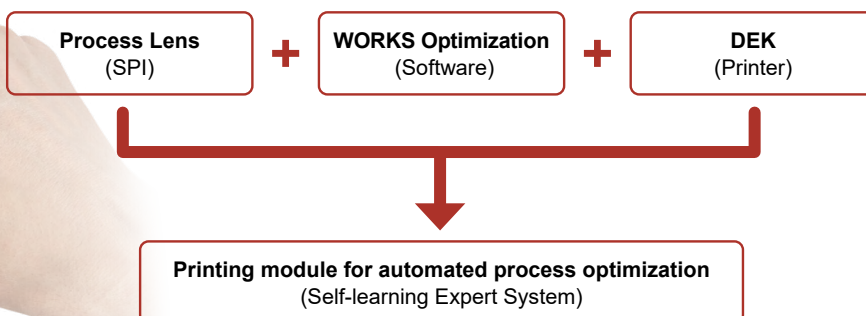 Process Lens
(SPI)
+
WORKS Optimization
(Software)
+
DEK
(Printer)
Printing module for automated process optimization
(Self-learning Expert System)